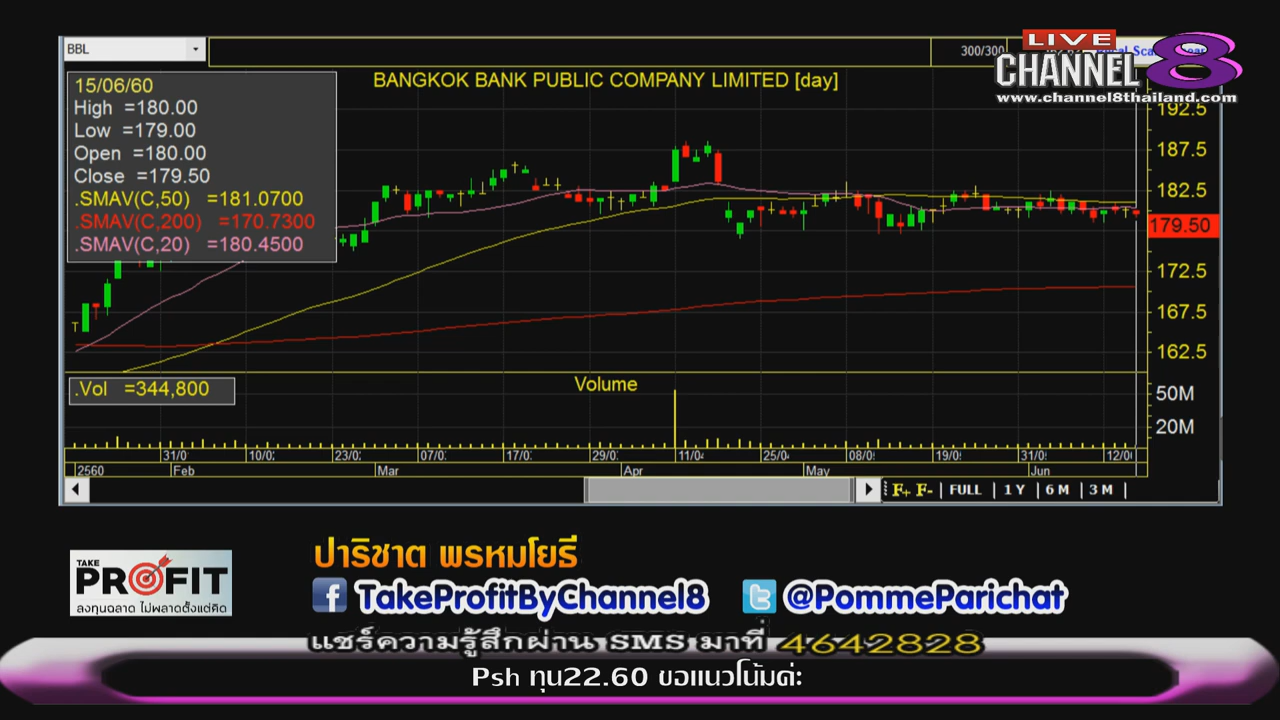 BBL
300/300
LIVE
CHANNEL 8
www.channel8thailand.com
BANGKOK BANK PUBLIC COMPANY LIMITED [day]
15/06/60
High =180.00
Low =179.00
Open =180.00
Close =179.50
.SMAV(C,50) =181.0700
.SMAV(C,200) =170.7300
.SMAV(C,20) =180.4500
192.5
187.5
182.5
179.50
172.5
167.5
162.5
.Vol =344,800
Volume
50M
20M
31/0 10/0 23/0 07/0 17/0 29/0 11/04 25/04 08/0 19/0 31/0 12/0
2560 Feb Mar Apr May Jun
F+ F- FULL 1 Y 6 M 3 M
TAKE
PROFIT
ลงทุนฉลาด ไม่พลาดตั้งแต่คิด
ปาริชาต พรหมโยธี
f TakeProfitByChannel8 t @PommeParichat
แชร์ความรู้สึกผ่าน SMS มาที่ 4642828
Psh ทุน22.60 ขอแนวโน้มค่ะ